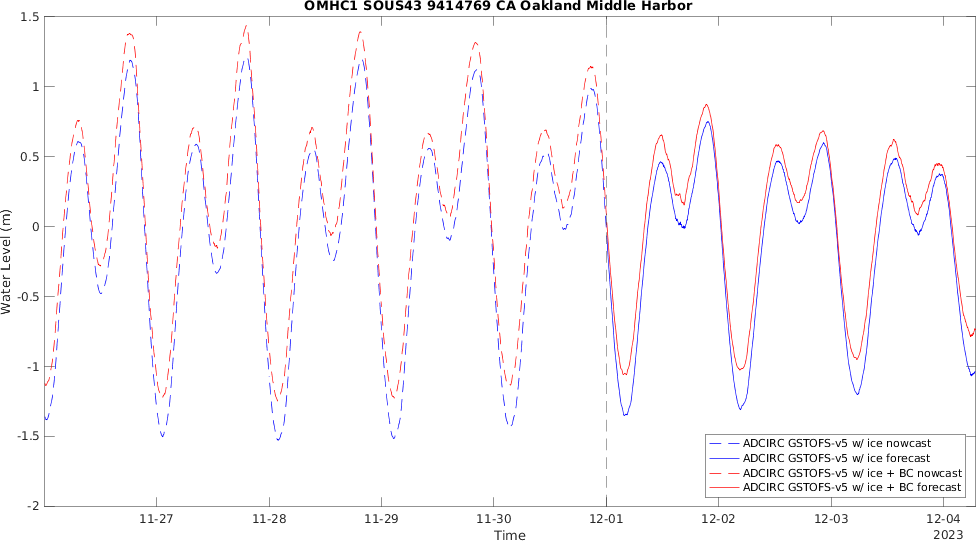 OMHC1 SOUS43 9414769 CA Oakland Middle Harbor
1.5
1
0.5
0
-0.5
-1
-1.5
-2
Water Level (m)
11-27
11-28
11-29
11-30
12-01
12-02
12-03
12-04
Time
2023
ADCIRC GSTOFS-v5 w/ ice nowcast
ADCIRC GSTOFS-v5 w/ ice forecast
ADCIRC GSTOFS-v5 w/ ice + BC nowcast
ADCIRC GSTOFS-v5 w/ ice + BC forecast